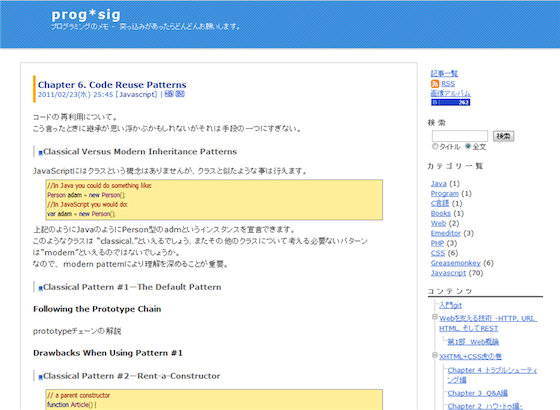 prog*sig
プログラミングのメモ・ 突っ込みがあったらどんどんお願いします。
Chapter 6. Code Reuse Patterns
2011/02/23(水) 25:45 [Javascript]
コードの再利用について。
こう言ったときに継承が思い浮かぶかもしれないがそれは手段の一つにすぎない。
■Classical Versus Modern Inheritance Patterns
JavaScriptにはクラスという概念はありませんが、クラスと似たような事は行えます。
//In Java you could do something like:
Person adam = new Person();
//In JavaScript you would do:
var adam = new Person();
上記のようにJavaのようにPerson型のadmというインスタンスを宣言できます。
このようなクラスは "classical."といえるでしょう、またその他のクラスについて考える必要ないパターン
は"modern"といえるのではないでしょうか。
なので、 modern patternにより理解を深めることが重要。
■Classical Pattern #1—The Default Pattern
Following the Prototype Chain
prototypeチェーンの解説
Drawbacks When Using Pattern #1
■Classical Pattern #2—Rent-a-Constructor
// a parent constructor
function Article() {
記事一覧
RSS
画像アルバム
262
検索
検索
タイトル 全文
カテゴリ一覧
Java (1)
Program (1)
C言語 (1)
Books (1)
Web (2)
Emeditor (3)
PHP (3)
CSS (6)
Greasemonkey (6)
Javascript (70)
コンテンツ
入門git
Webを支える技術 -HTTP、URI、
HTML、そしてREST
第1部 Web概論
XHTML+CSS虎の巻
Chapter 4 トラブルシューティ
ング編
Chapter 3 Q&A編
Chapter 2 ハウ・トゥ編-